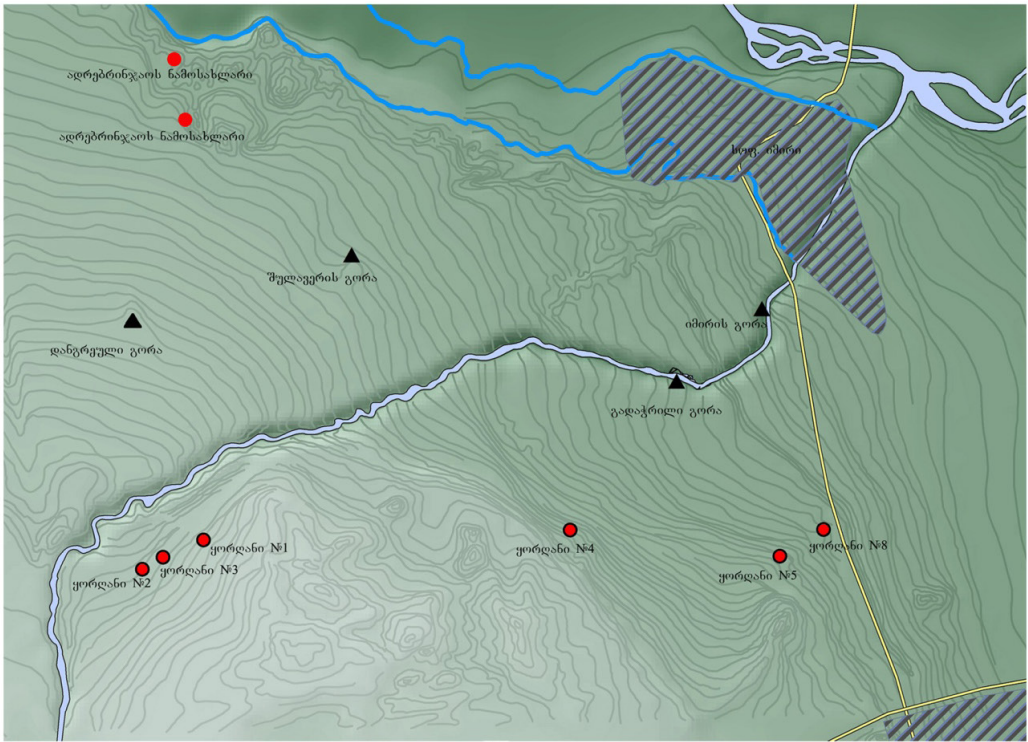 ადრებრინჯაოს ნამოსახლარი
ადრებრინჯაოს ნამოსახლარი
სოფ. იმირი
შულავერის გორა
იმირის გორა
დანგრეული გორა
გადაჭრილი გორა
ყორღანი №1
ყორღანი №4
ყორღანი №8
ყორღანი №3
ყორღანი №2
ყორღანი №5